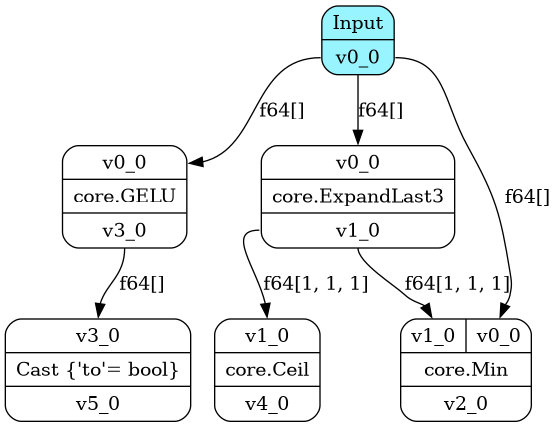 Input
v0_0
f64[]
f64[]
f64[]
v0_0
core.GELU
v3_0
v0_0
core.ExpandLast3
v1_0
f64[]
f64[1, 1, 1]
f64[1, 1, 1]
v3_0
Cast {'to'= bool}
v5_0
v1_0
core.Ceil
v4_0
v1_0 v0_0
core.Min
v2_0